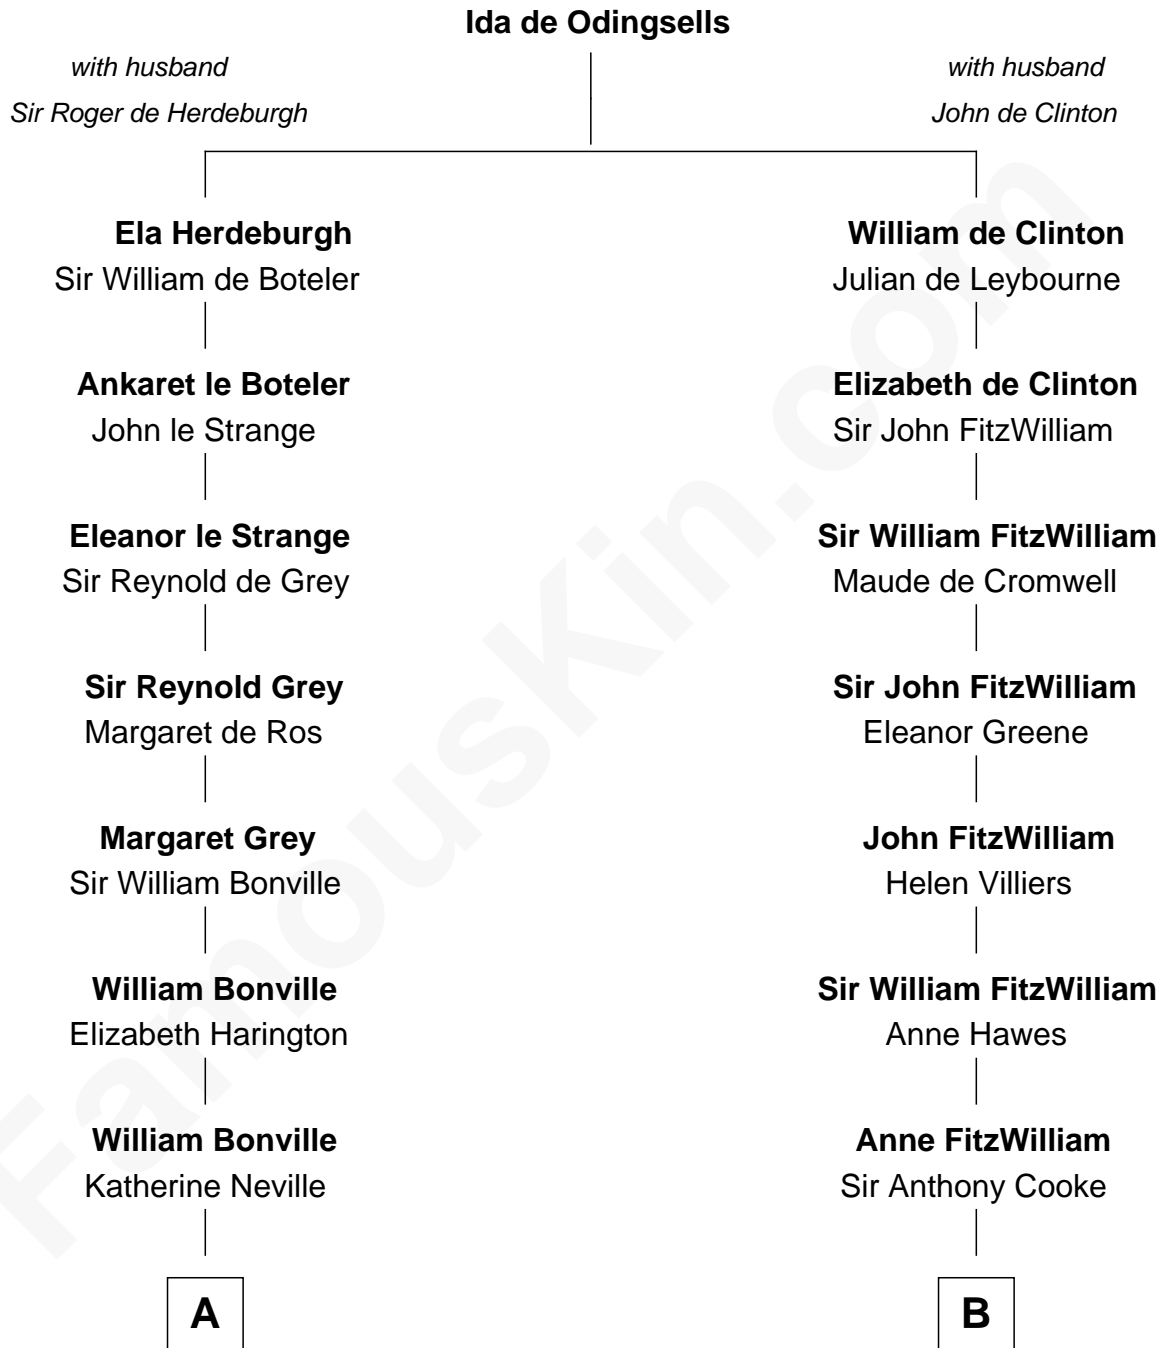 Ida de Odingsells
with husband
Sir Roger de Herdeburgh
with husband
John de Clinton
Ela Herdeburgh
Sir William de Boteler
Ankaret le Boteler
John le Strange
Eleanor le Strange
Sir Reynold de Grey
Sir Reynold Grey
Margaret de Ros
Margaret Grey
Sir William Bonville
William Bonville
Elizabeth Harington
William Bonville
Katherine Neville
A
William de Clinton
Julian de Leybourne
Elizabeth de Clinton
Sir John FitzWilliam
Sir William FitzWilliam
Maude de Cromwell
Sir John FitzWilliam
Eleanor Greene
John FitzWilliam
Helen Villiers
Sir William FitzWilliam
Anne Hawes
Anne FitzWilliam
Sir Anthony Cooke
B
FamousKin.com